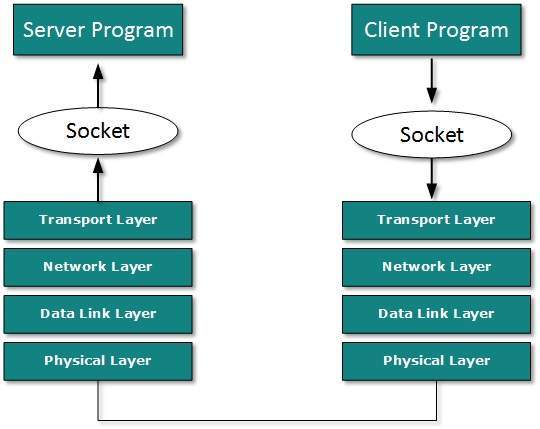 Server Program
Client Program
Socket
Socket
Transport Layer
Transport Layer
Network Layer
Network Layer
Data Link Layer
Data Link Layer
Physical Layer
Physical Layer